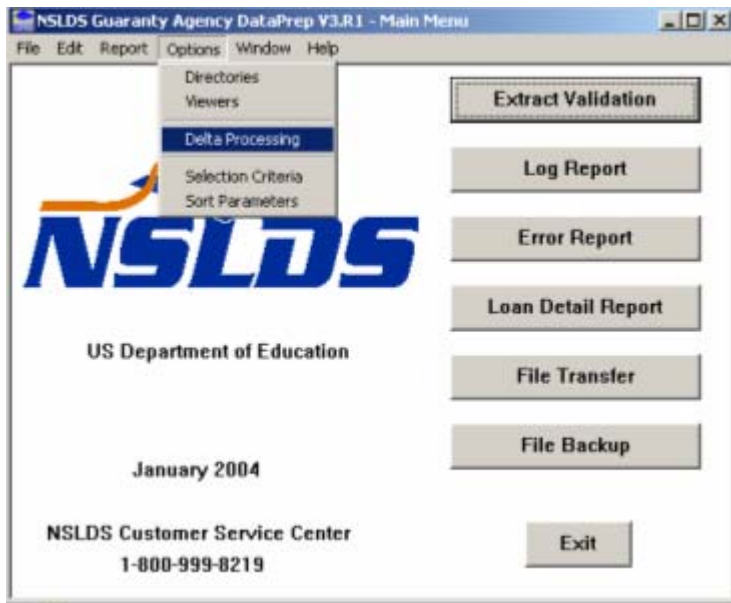 NSLDS Guaranty Agency DataPrep V3.R1 - Main Menu
File Edit Report Options Window Help
Directories
Viewers
Delta Processing
Selection Criteria
Sort Parameters
NSLDS
US Department of Education
January 2004
NSLDS Customer Service Center
1-800-999-8219
Extract Validation
Log Report
Error Report
Loan Detail Report
File Transfer
File Backup
Exit